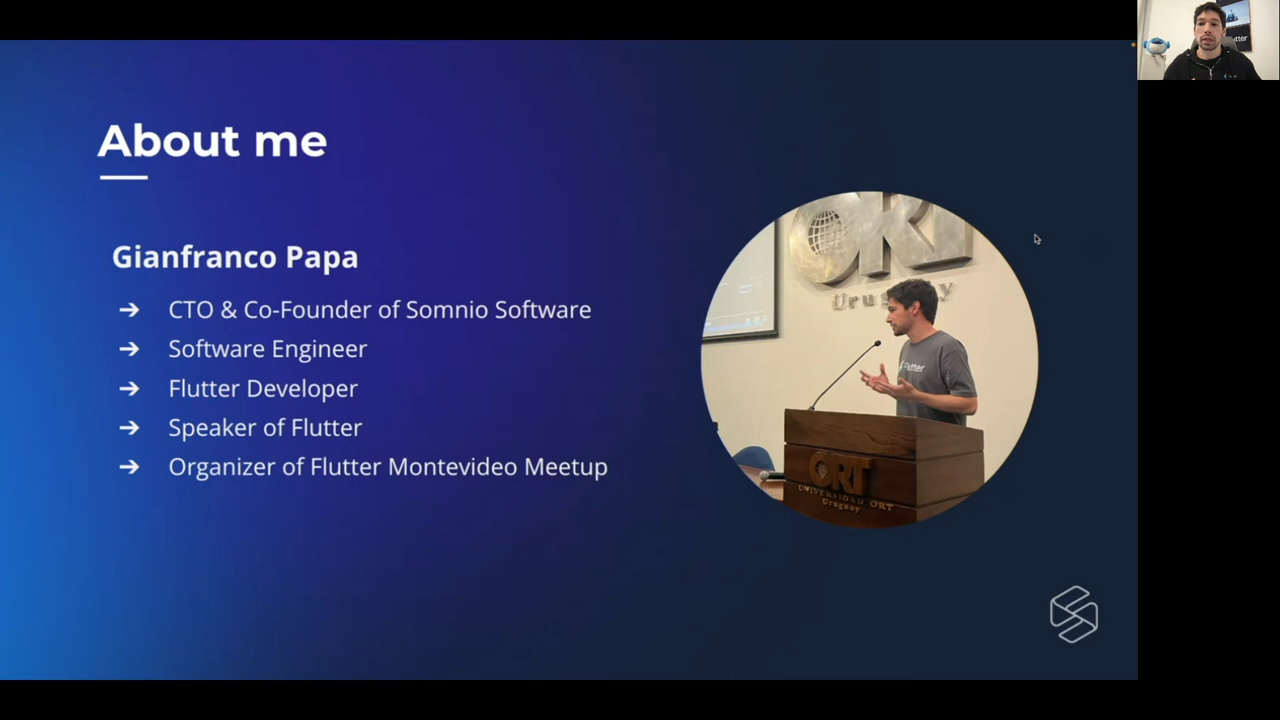 About me
Gianfranco Papa
➔ CTO & Co-Founder of Somnio Software
➔ Software Engineer
➔ Flutter Developer
➔ Speaker of Flutter
➔ Organizer of Flutter Montevideo Meetup
ORT
Uruguay
Flutter
ORT
UNIVERSIDAD ORT
Uruguay